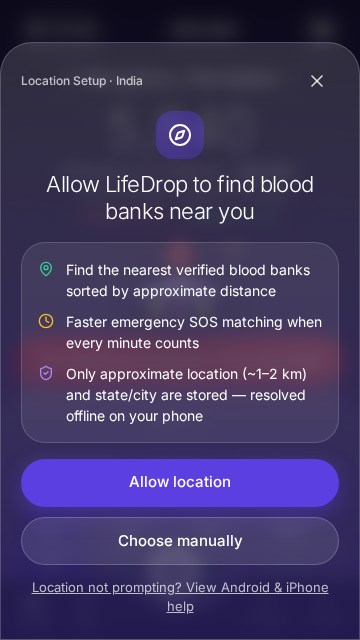 Location Setup · India
Allow LifeDrop to find blood
banks near you
Find the nearest verified blood banks
sorted by approximate distance
Faster emergency SOS matching when
every minute counts
Only approximate location (~1–2 km)
and state/city are stored — resolved
offline on your phone
Allow location
Choose manually
Location not prompting? View Android & iPhone
help